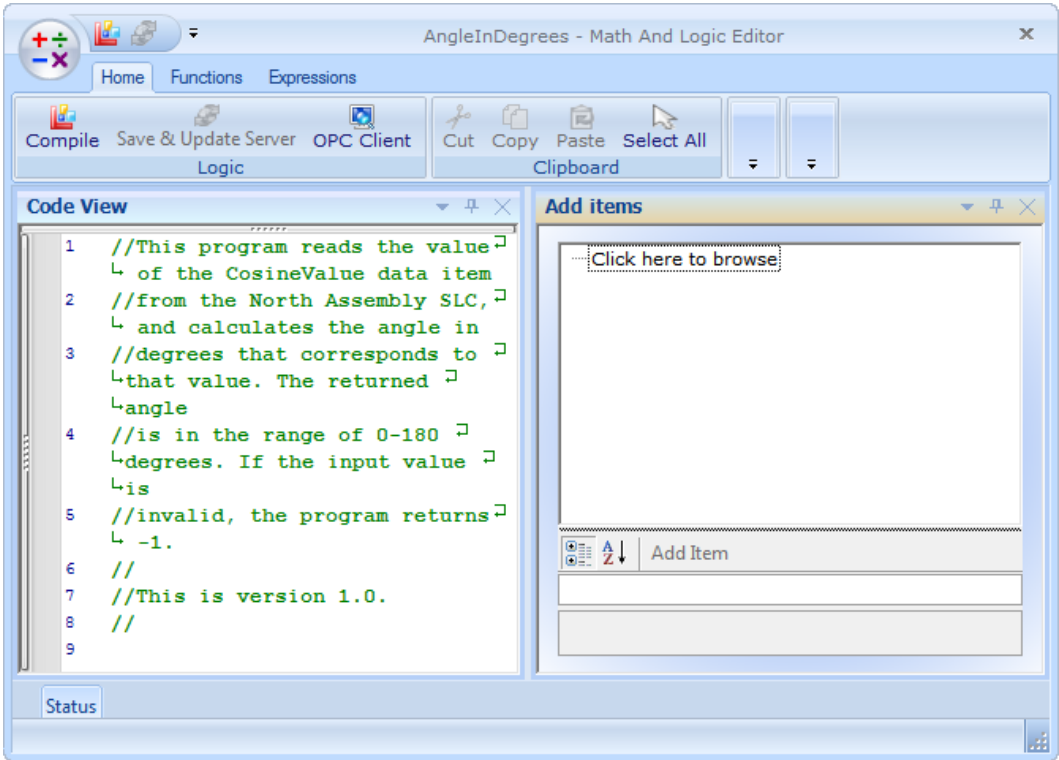 AngleInDegrees - Math And Logic Editor
Home Functions Expressions
Compile Save & Update Server OPC Client Cut Copy Paste Select All
Logic Clipboard
Code View
1 //This program reads the value
of the CosineValue data item
2 //from the North Assembly SLC,
and calculates the angle in
3 //degrees that corresponds to
that value. The returned
angle
4 //is in the range of 0-180
degrees. If the input value
is
5 //invalid, the program returns
-1.
6 //
7 //This is version 1.0.
8 //
9
Add items
Click here to browse
AZ Add Item
Status